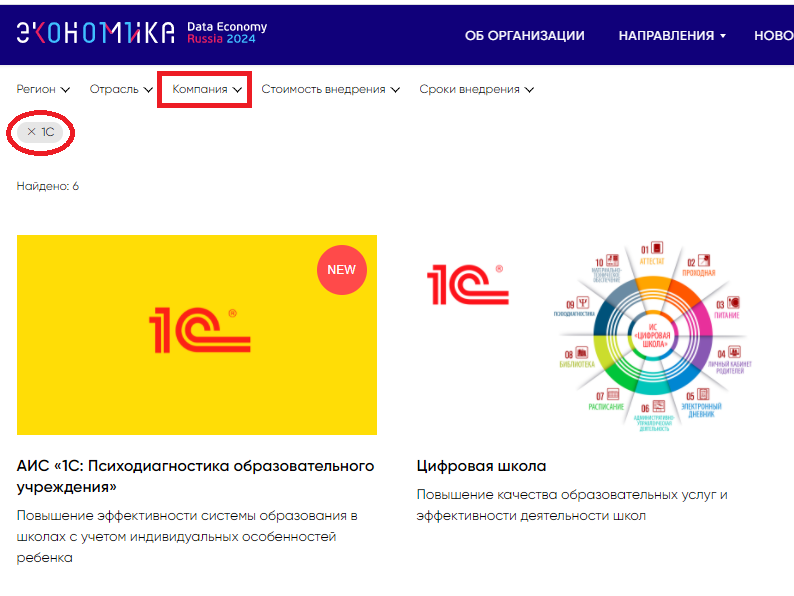 ЭКОНОМИКА
Data Economy
Russia 2024
ОБ ОРГАНИЗАЦИИ
НАПРАВЛЕНИЯ
НОВО
Регион
Отрасль
Компания
Стоимость внедрения
Сроки внедрения
× 1С
Найдено: 6
1С®
NEW
1С®
01
АТТЕСТАТ
02
ПРОХОДНАЯ
03
ПИТАНИЕ
04
ЛИЧНЫЙ КАБИНЕТ
РОДИТЕЛЕЙ
05
ЭЛЕКТРОННЫЙ
ДНЕВНИК
06
АДМИНИСТРАТИВНО-
УПРАВЛЕНЧЕСКАЯ
ДЕЯТЕЛЬНОСТЬ
07
РАСПИСАНИЕ
08
БИБЛИОТЕКА
09
ПСИХОДИАГНОСТИКА
10
МАТЕРИАЛЬНО-
ТЕХНИЧЕСКОЕ
ОБЕСПЕЧЕНИЕ
ИС
«ЦИФРОВАЯ
ШКОЛА»
АИС «1С: Психодиагностика образовательного
учреждения»
Повышение эффективности системы образования в
школах с учетом индивидуальных особенностей
ребенка
Цифровая школа
Повышение качества образовательных услуг и
эффективности деятельности школ